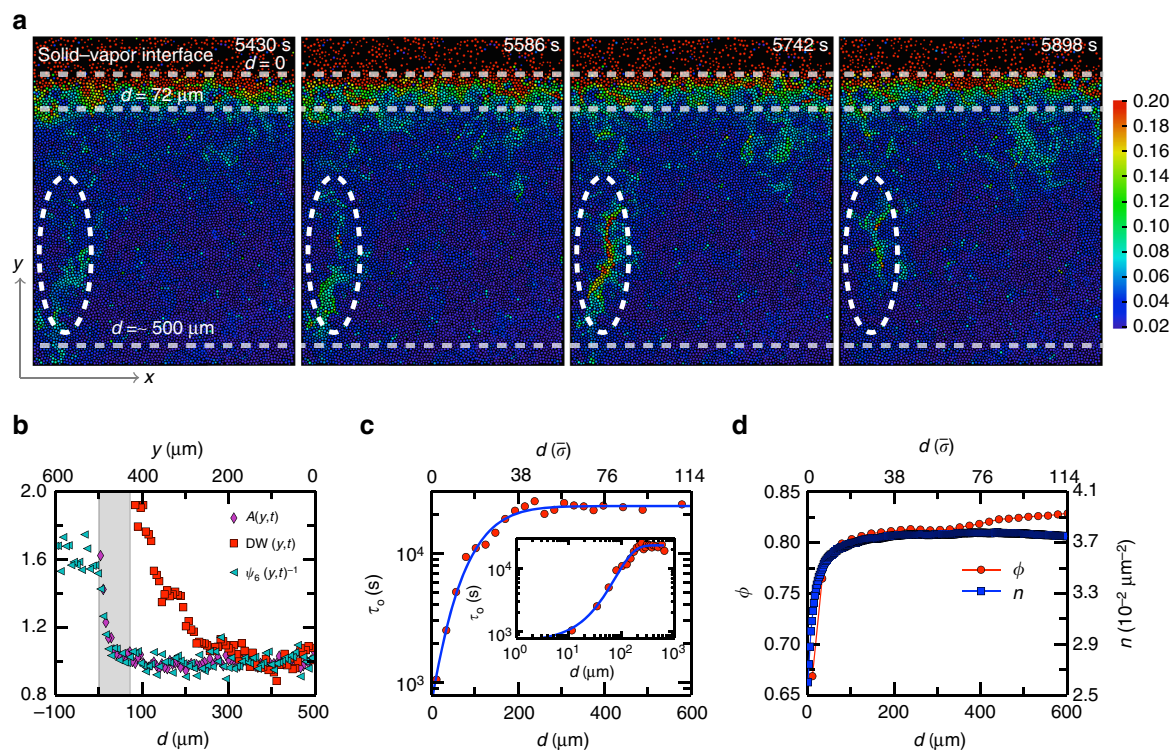 a
Solid–vapor interface
5430 s
d = 0
d = 72 μm
d =~ 500 μm
y
x
5586 s
5742 s
5898 s
0.20
0.18
0.16
0.14
0.12
0.10
0.08
0.06
0.04
0.02
b
y (μm)
600 400 200 0
2.0
1.6
1.2
0.8
A(y,t)
DW (y,t)
ψ6 (y,t)⁻¹
−100 0 100 200 300 400 500
d (μm)
c
d (σ̅)
0 38 76 114
τo (s)
10⁴
10³
0 200 400 600
d (μm)
τo (s)
10⁴
10³
10⁰ 10¹ 10² 10³
d (μm)
d
d (σ̅)
0 38 76 114
ϕ
0.85
0.80
0.75
0.70
0.65
ϕ
n
4.1
3.7
3.3
2.9
2.5
n (10⁻² μm⁻²)
0 200 400 600
d (μm)